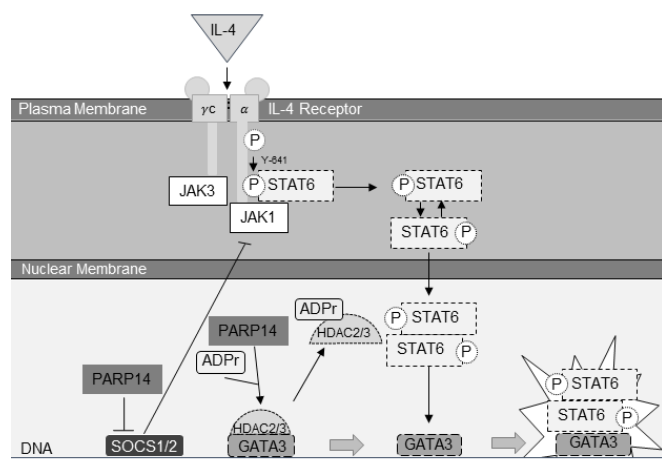 IL-4
Plasma Membrane
γc
α
IL-4 Receptor
P
Y-641
P
STAT6
JAK3
JAK1
P
STAT6
STAT6
P
Nuclear Membrane
ADPr
HDAC2/3
PARP14
ADPr
P
STAT6
STAT6
P
PARP14
P
STAT6
STAT6
P
HDAC2/3
DNA
SOCS1/2
GATA3
GATA3
GATA3